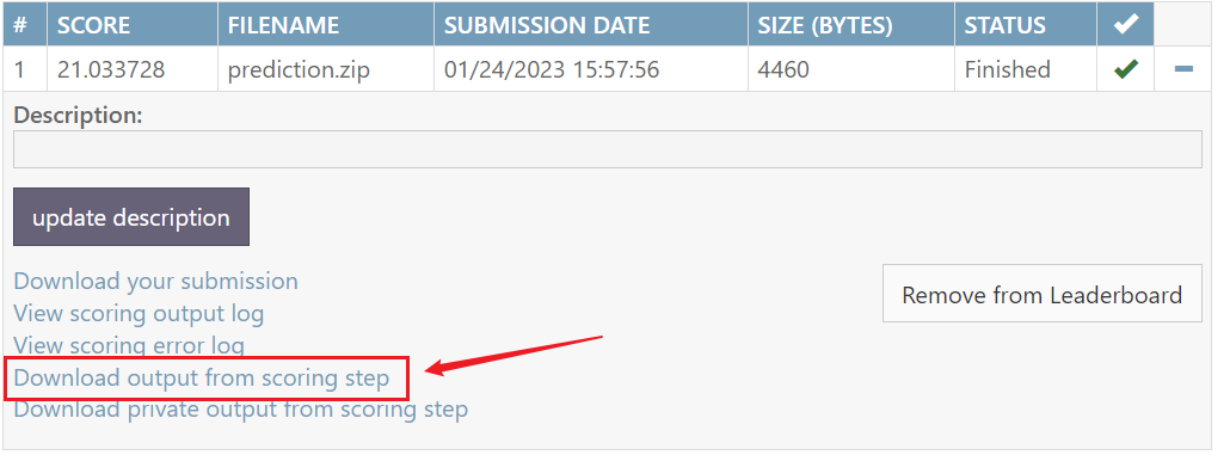 # SCORE FILENAME SUBMISSION DATE SIZE (BYTES) STATUS ✔
1 21.033728 prediction.zip 01/24/2023 15:57:56 4460 Finished ✔ −
Description:
update description
Download your submission
View scoring output log
Remove from Leaderboard
View scoring error log
Download output from scoring step
Download private output from scoring step